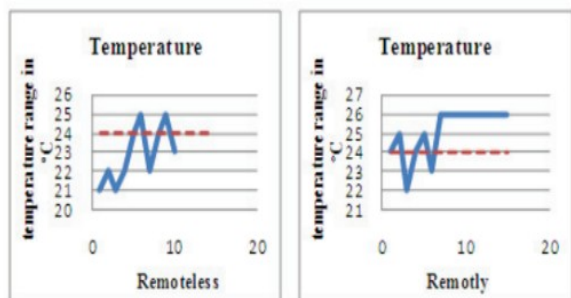 Temperature
temperature range in
°C
26
25
24
23
22
21
20
0
10
20
Remoteless
Temperature
temperature range in
°C
27
26
25
24
23
22
21
0
10
20
Remotly